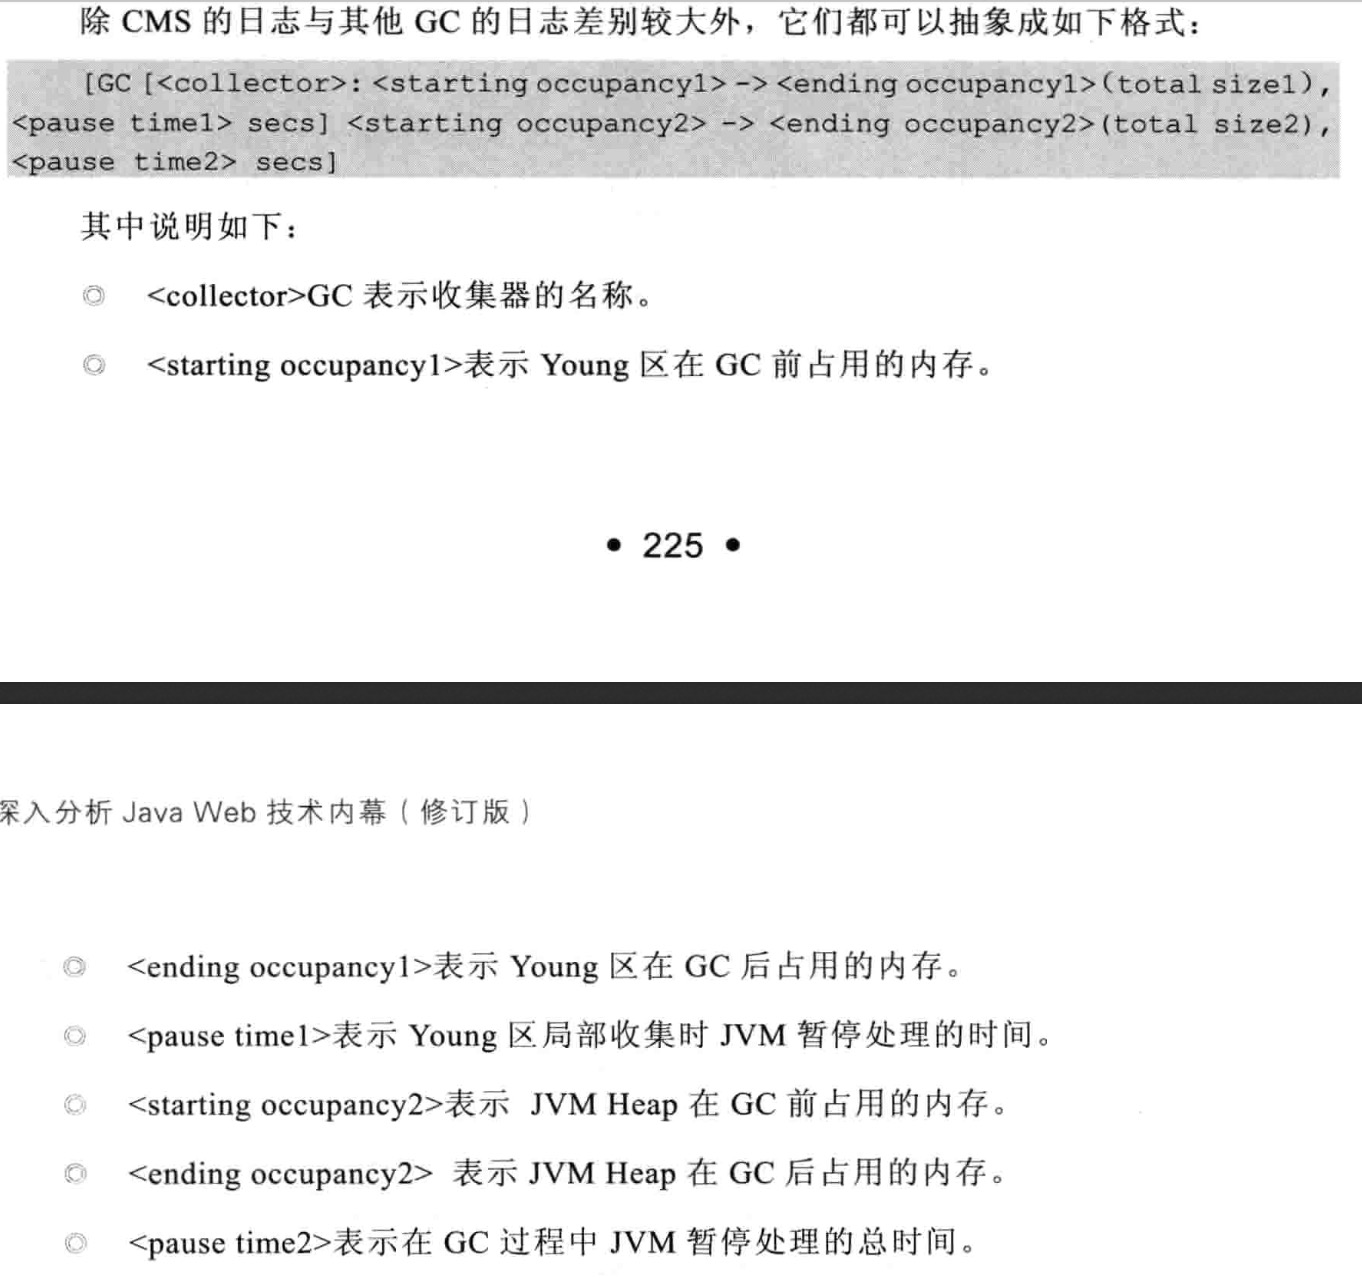 除 CMS 的日志与其他 GC 的日志差别较大外，它们都可以抽象成如下格式：
[GC [<collector>: <starting occupancy1> -> <ending occupancy1>(total size1),
<pause time1> secs] <starting occupancy2> -> <ending occupancy2>(total size2),
<pause time2> secs]
其中说明如下：
◎ <collector>GC 表示收集器的名称。
◎ <starting occupancy1>表示 Young 区在 GC 前占用的内存。
• 225 •
深入分析 Java Web 技术内幕（修订版）
◎ <ending occupancy1>表示 Young 区在 GC 后占用的内存。
◎ <pause time1>表示 Young 区局部收集时 JVM 暂停处理的时间。
◎ <starting occupancy2>表示 JVM Heap 在 GC 前占用的内存。
◎ <ending occupancy2> 表示 JVM Heap 在 GC 后占用的内存。
◎ <pause time2>表示在 GC 过程中 JVM 暂停处理的总时间。